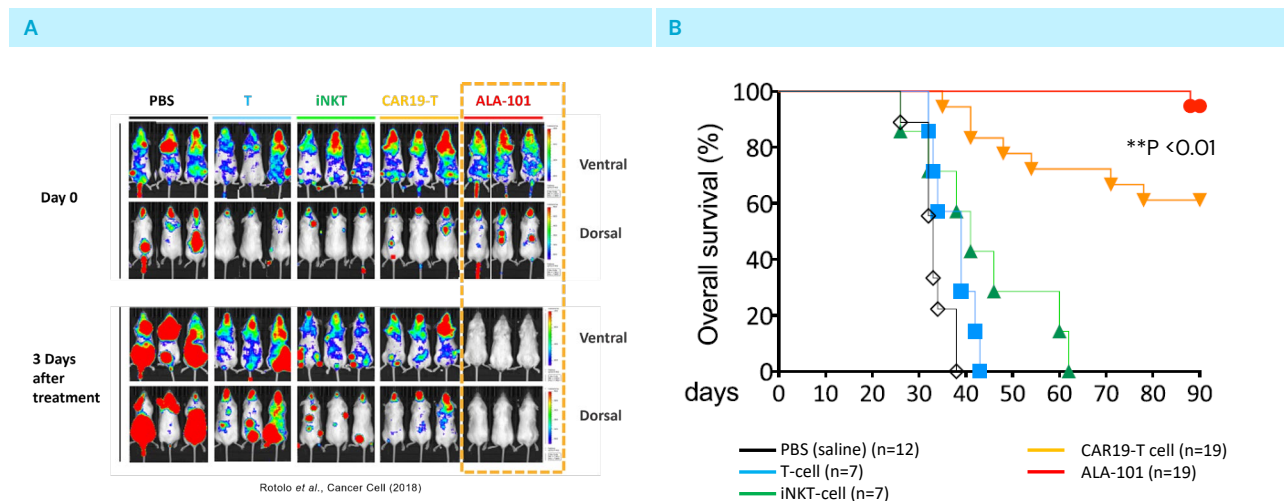 A
PBS T iNKT CAR19-T ALA-101
Day 0
Ventral
Dorsal
3 Days
after
treatment
Ventral
Dorsal
Rotolo et al., Cancer Cell (2018)
B
Overall survival (%)
100
80
60
40
20
0
**P <0.01
days
0 10 20 30 40 50 60 70 80 90
PBS (saline) (n=12)
T-cell (n=7)
iNKT-cell (n=7)
CAR19-T cell (n=19)
ALA-101 (n=19)